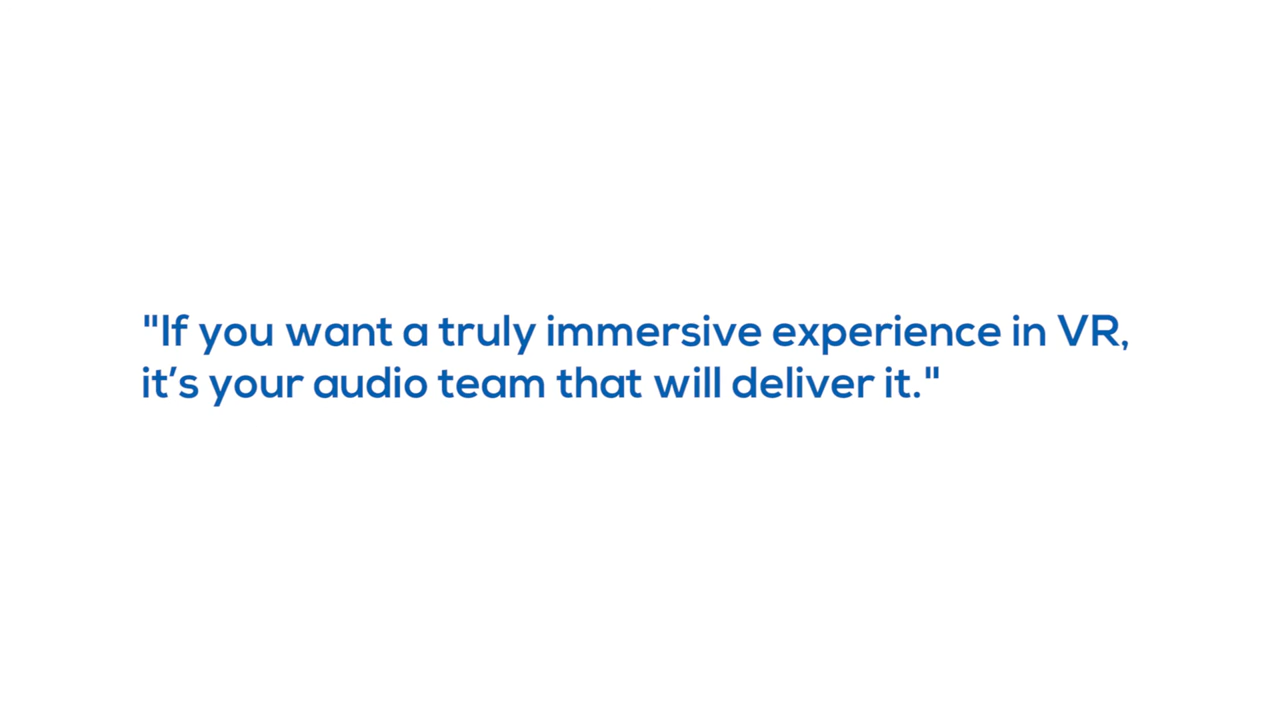 "If you want a truly immersive experience in VR,
it’s your audio team that will deliver it."